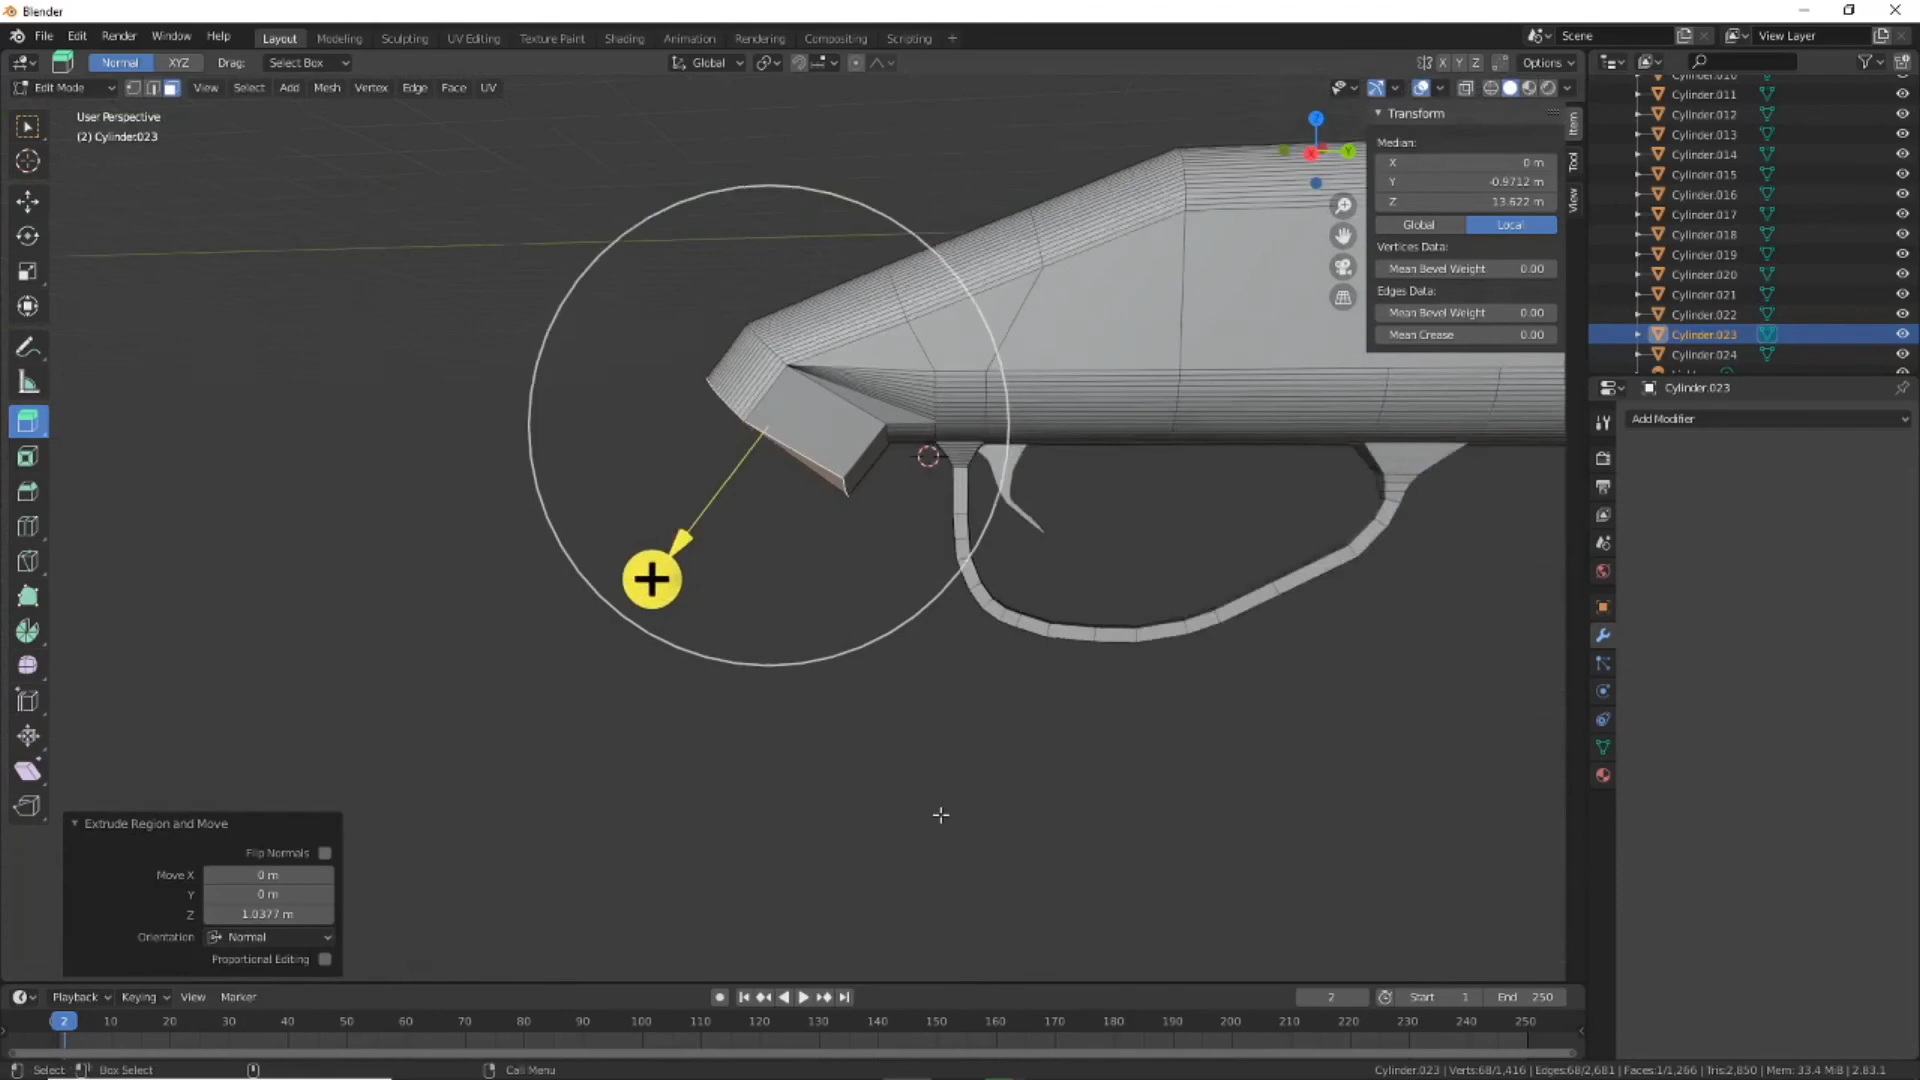 Blender
File Edit Render Window Help Layout Modeling Sculpting UV Editing Texture Paint Shading Animation Rendering Compositing Scripting + Scene View Layer
Normal XYZ Drag: Select Box Global X Y Z Options
Edit Mode View Select Add Mesh Vertex Edge Face UV
User Perspective
(2) Cylinder.023
Transform
Median:
X 0 m
Y -0.9712 m
Z 13.622 m
Global Local
Vertices Data:
Mean Bevel Weight 0.00
Edges Data:
Mean Bevel Weight 0.00
Mean Crease 0.00
Item
Tool
View
Z
X
Y
Cylinder.010
Cylinder.011
Cylinder.012
Cylinder.013
Cylinder.014
Cylinder.015
Cylinder.016
Cylinder.017
Cylinder.018
Cylinder.019
Cylinder.020
Cylinder.021
Cylinder.022
Cylinder.023
Cylinder.024
Cylinder.023
Add Modifier
Extrude Region and Move
Flip Normals
Move X 0 m
Y 0 m
Z 1.0377 m
Orientation Normal
Proportional Editing
Playback Keying View Marker 2 Start 1 End 250
2 10 20 30 40 50 60 70 80 90 100 110 120 130 140 150 160 170 180 190 200 210 220 230 240 250
Select Box Select Call Menu Cylinder.023 | Verts:68/1,416 | Edges:68/2,681 | Faces:1/1,266 | Tris:2,850 | Mem: 33.4 MiB | 2.83.1